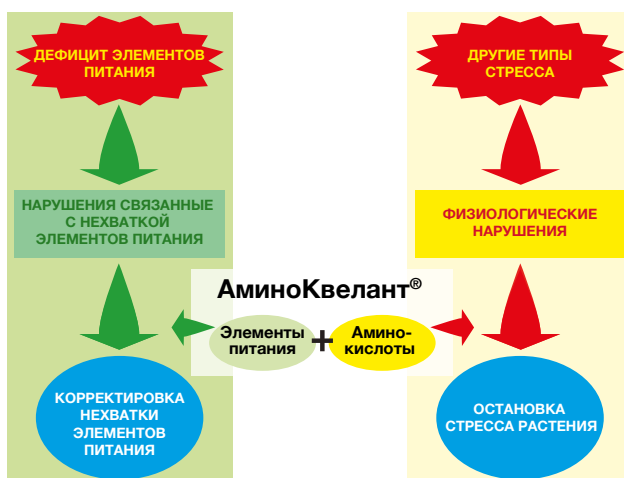 ДЕФИЦИТ ЭЛЕМЕНТОВ
ПИТАНИЯ
НАРУШЕНИЯ СВЯЗАННЫЕ
С НЕХВАТКОЙ
ЭЛЕМЕНТОВ ПИТАНИЯ
КОРРЕКТИРОВКА
НЕХВАТКИ
ЭЛЕМЕНТОВ
ПИТАНИЯ
АминоКвелант®
Элементы
питания
+
Амино-
кислоты
ДРУГИЕ ТИПЫ
СТРЕССА
ФИЗИОЛОГИЧЕСКИЕ
НАРУШЕНИЯ
ОСТАНОВКА
СТРЕССА РАСТЕНИЯ